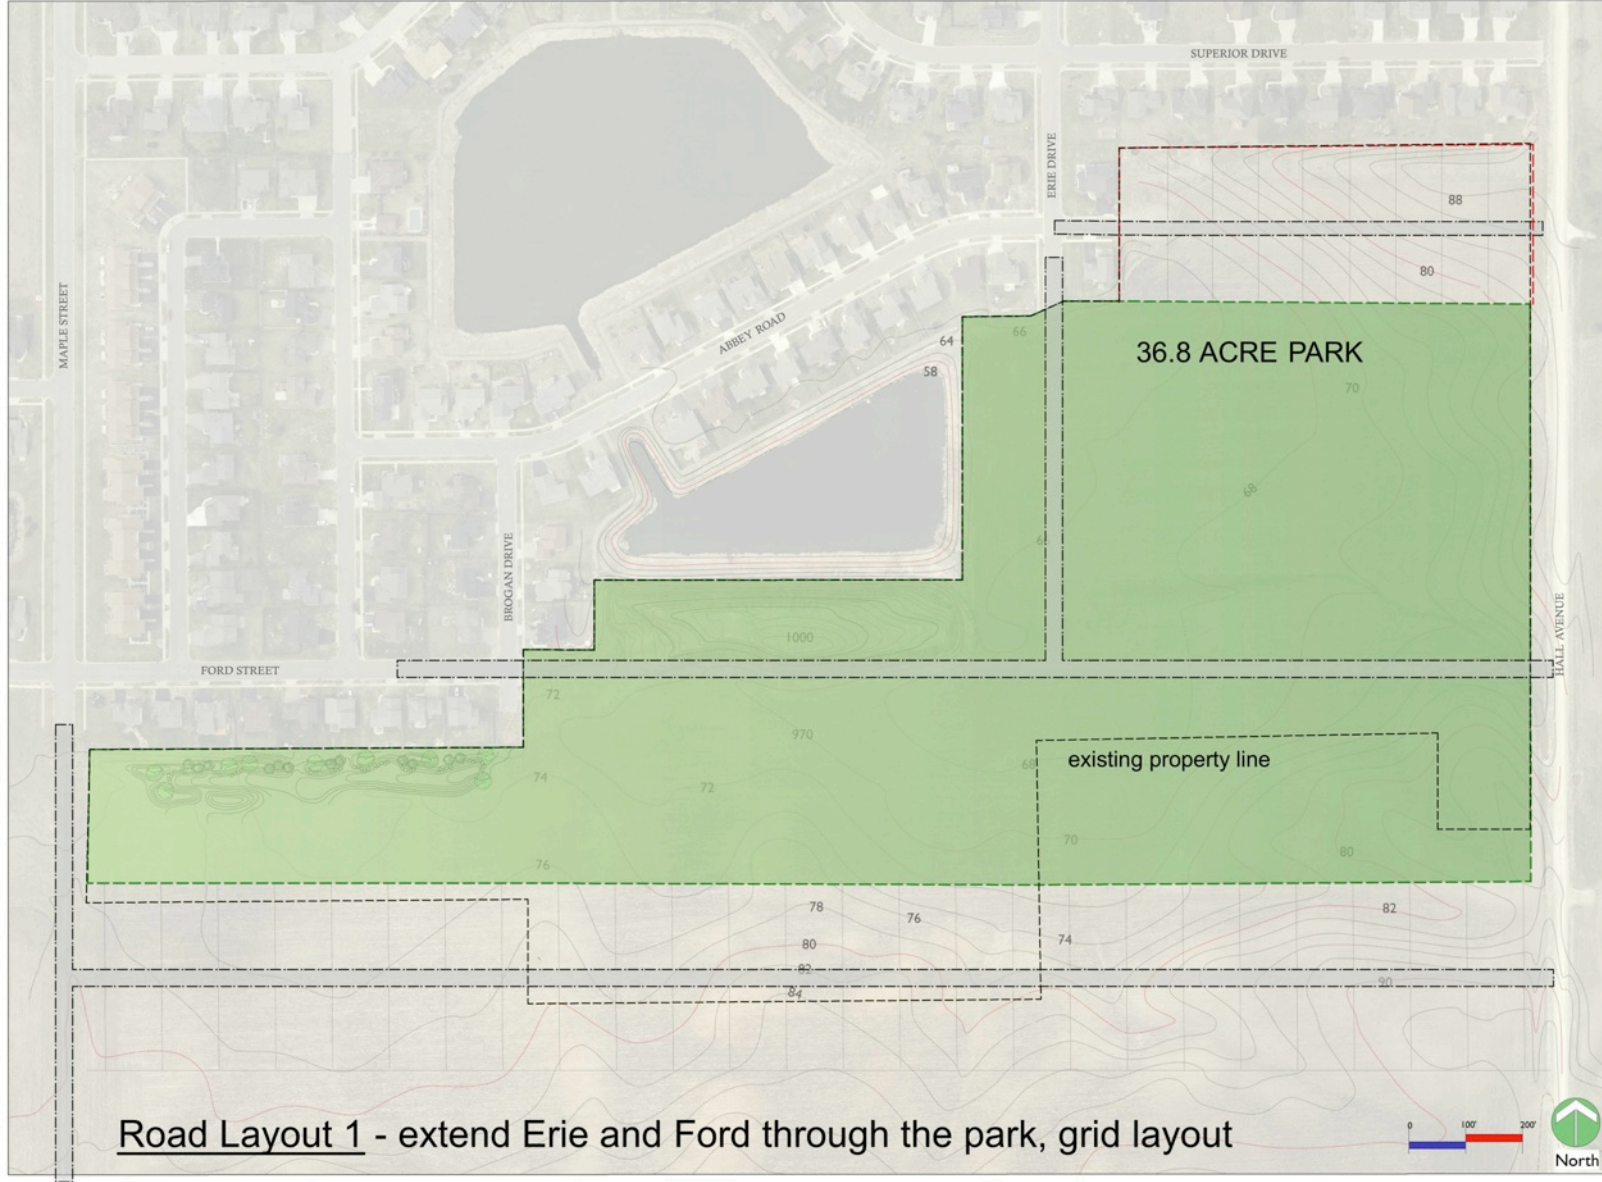 SUPERIOR DRIVE
ERIE DRIVE
88
80
MAPLE STREET
ABBEY ROAD
64
66
58
36.8 ACRE PARK
70
68
BROGAN DRIVE
HALL AVENUE
1000
FORD STREET
72
970
68
existing property line
74
72
70
80
76
78
76
82
74
80
82
90
84
Road Layout 1 - extend Erie and Ford through the park, grid layout
0 100' 200'
North